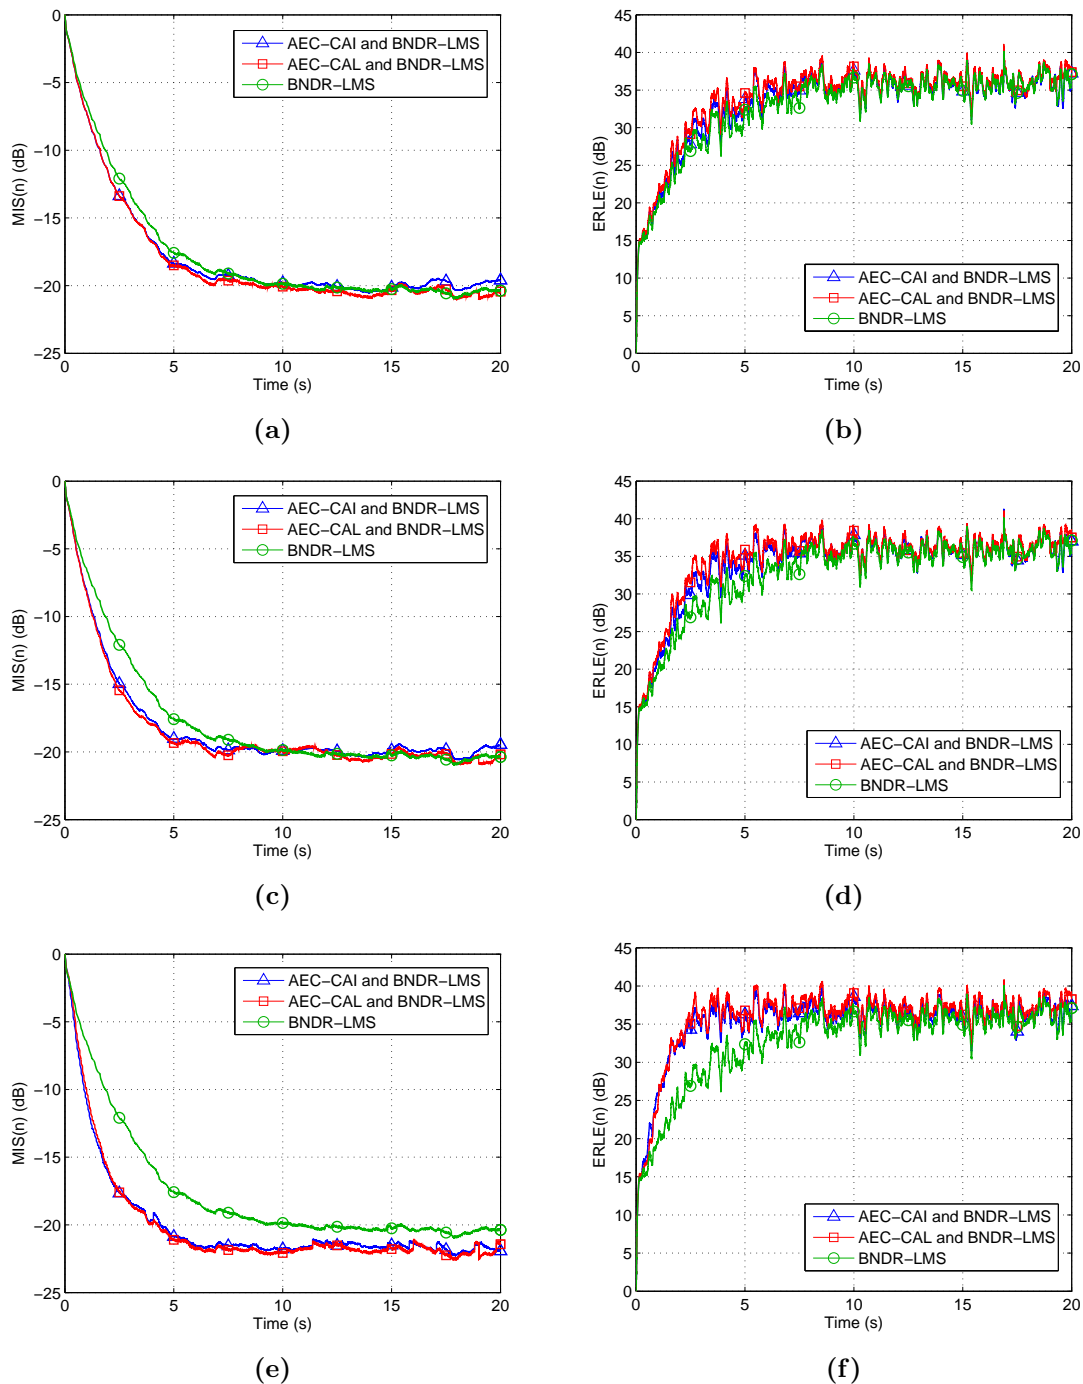 0
−5
−10
−15
−20
−25
MIS(n) (dB)
0 5 10 15 20
Time (s)
AEC−CAI and BNDR−LMS
AEC−CAL and BNDR−LMS
BNDR−LMS
(a)
45
40
35
30
25
20
15
10
5
0
ERLE(n) (dB)
0 5 10 15 20
Time (s)
AEC−CAI and BNDR−LMS
AEC−CAL and BNDR−LMS
BNDR−LMS
(b)
0
−5
−10
−15
−20
−25
MIS(n) (dB)
0 5 10 15 20
Time (s)
AEC−CAI and BNDR−LMS
AEC−CAL and BNDR−LMS
BNDR−LMS
(c)
45
40
35
30
25
20
15
10
5
0
ERLE(n) (dB)
0 5 10 15 20
Time (s)
AEC−CAI and BNDR−LMS
AEC−CAL and BNDR−LMS
BNDR−LMS
(d)
0
−5
−10
−15
−20
−25
MIS(n) (dB)
0 5 10 15 20
Time (s)
AEC−CAI and BNDR−LMS
AEC−CAL and BNDR−LMS
BNDR−LMS
(e)
45
40
35
30
25
20
15
10
5
0
ERLE(n) (dB)
0 5 10 15 20
Time (s)
AEC−CAI and BNDR−LMS
AEC−CAL and BNDR−LMS
BNDR−LMS
(f)